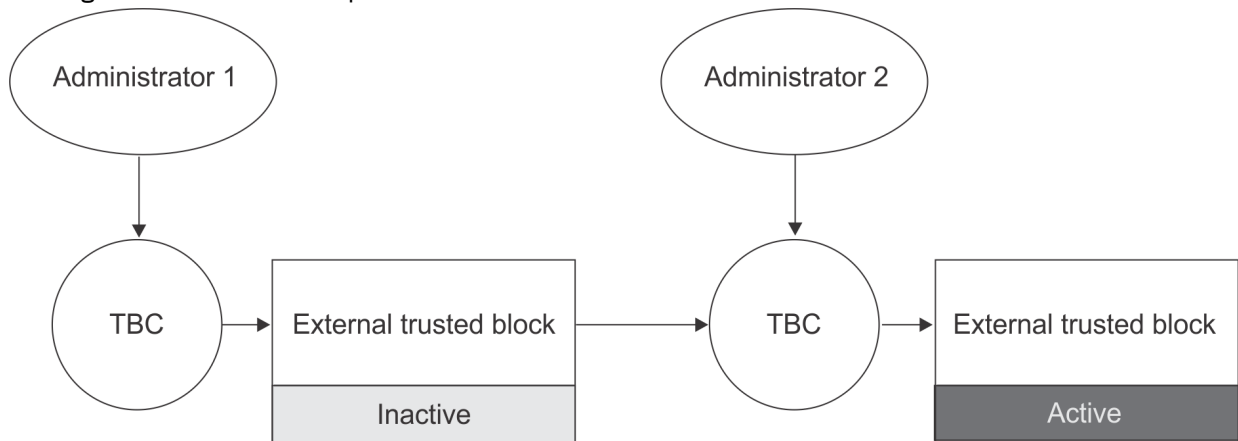 Administrator 1
Administrator 2
TBC
External trusted block
TBC
External trusted block
Inactive
Active